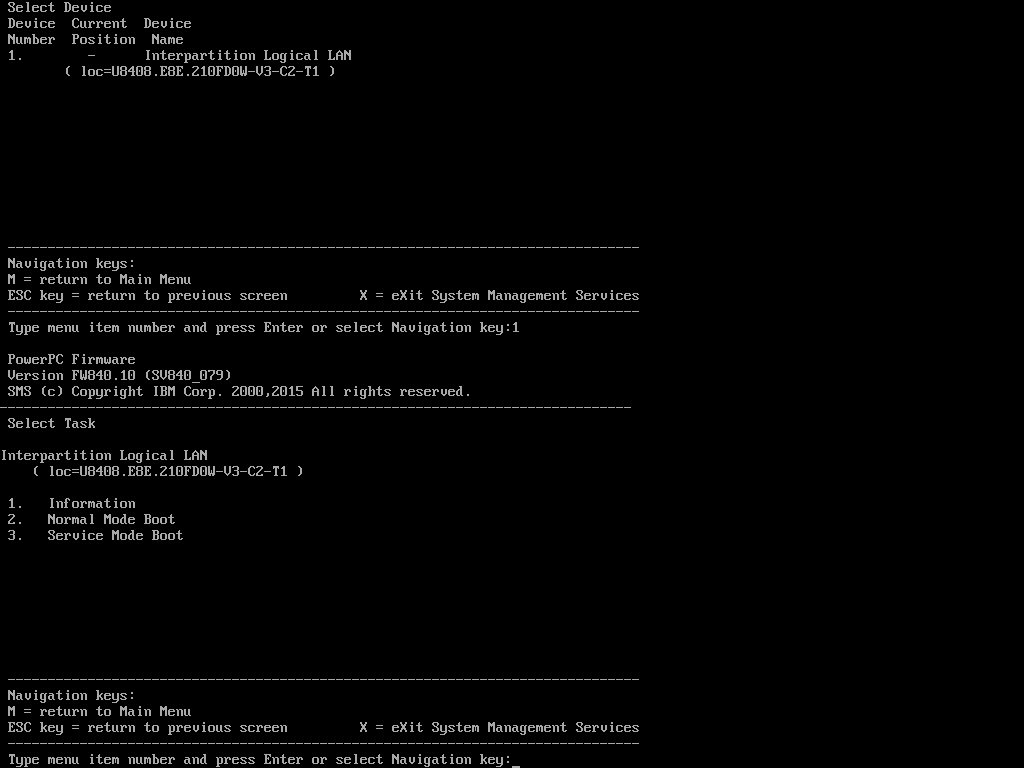 Select Device
Device  Current  Device
Number  Position  Name
1.        -      Interpartition Logical LAN
       ( loc=U8408.E8E.210FD0W-V3-C2-T1 )
-------------------------------------------------------------------------------
Navigation keys:
M = return to Main Menu
ESC key = return to previous screen         X = eXit System Management Services
-------------------------------------------------------------------------------
Type menu item number and press Enter or select Navigation key:1
PowerPC Firmware
Version FW840.10 (SV840_079)
SMS (c) Copyright IBM Corp. 2000,2015 All rights reserved.
-------------------------------------------------------------------------------
Select Task
Interpartition Logical LAN
    ( loc=U8408.E8E.210FD0W-V3-C2-T1 )
1.   Information
2.   Normal Mode Boot
3.   Service Mode Boot
-------------------------------------------------------------------------------
Navigation keys:
M = return to Main Menu
ESC key = return to previous screen         X = eXit System Management Services
-------------------------------------------------------------------------------
Type menu item number and press Enter or select Navigation key:_